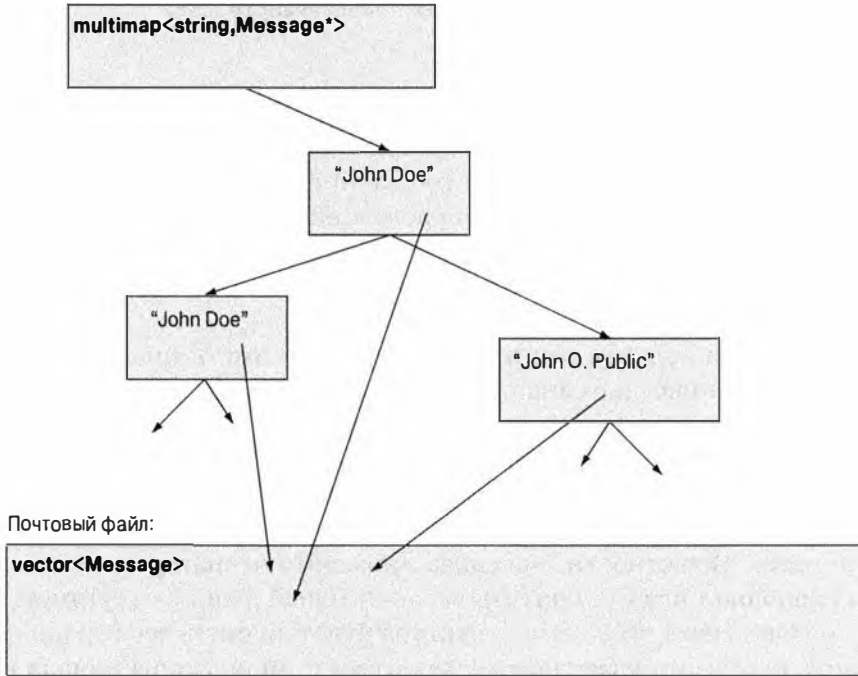 multimap<string,Message*>
“John Doe”
“John Doe”
“John O. Public”
Почтовый файл:
vector<Message>